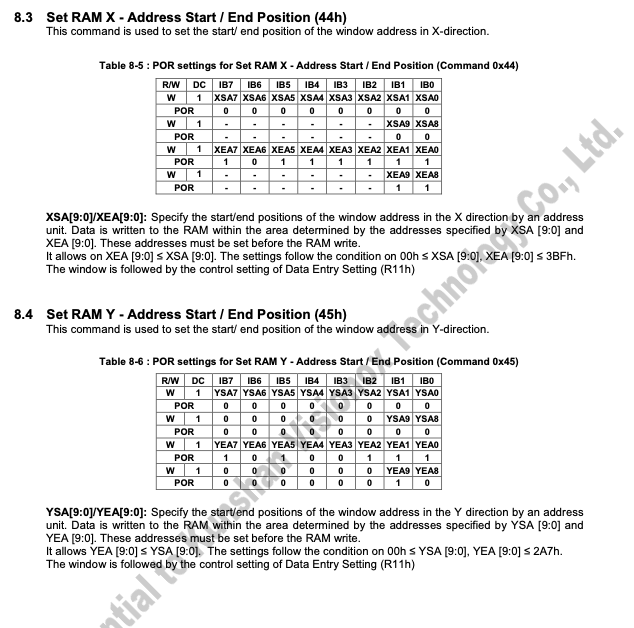 8.3 Set RAM X - Address Start / End Position (44h)
This command is used to set the start/ end position of the window address in X-direction.
Table 8-5 : POR settings for Set RAM X - Address Start / End Position (Command 0x44)
R/W DC IB7 IB6 IB5 IB4 IB3 IB2 IB1 IB0
W 1 XSA7 XSA6 XSA5 XSA4 XSA3 XSA2 XSA1 XSA0
POR 0 0 0 0 0 0 0 0
W 1 - - - - - - XSA9 XSA8
POR - - - - - - 0 0
W 1 XEA7 XEA6 XEA5 XEA4 XEA3 XEA2 XEA1 XEA0
POR 1 0 1 1 1 1 1 1
W 1 - - - - - - XEA9 XEA8
POR - - - - - - 1 1
XSA[9:0]/XEA[9:0]: Specify the start/end positions of the window address in the X direction by an address
unit. Data is written to the RAM within the area determined by the addresses specified by XSA [9:0] and
XEA [9:0]. These addresses must be set before the RAM write.
It allows on XEA [9:0] ≤ XSA [9:0]. The settings follow the condition on 00h ≤ XSA [9:0], XEA [9:0] ≤ 3BFh.
The window is followed by the control setting of Data Entry Setting (R11h)
8.4 Set RAM Y - Address Start / End Position (45h)
This command is used to set the start/ end position of the window address in Y-direction.
Table 8-6 : POR settings for Set RAM Y - Address Start / End Position (Command 0x45)
R/W DC IB7 IB6 IB5 IB4 IB3 IB2 IB1 IB0
W 1 YSA7 YSA6 YSA5 YSA4 YSA3 YSA2 YSA1 YSA0
POR 0 0 0 0 0 0 0 0
W 1 0 0 0 0 0 0 YSA9 YSA8
POR 0 0 0 0 0 0 0 0
W 1 YEA7 YEA6 YEA5 YEA4 YEA3 YEA2 YEA1 YEA0
POR 1 0 1 0 0 1 1 1
W 1 0 0 0 0 0 0 YEA9 YEA8
POR 0 0 0 0 0 0 1 0
YSA[9:0]/YEA[9:0]: Specify the start/end positions of the window address in the Y direction by an address
unit. Data is written to the RAM within the area determined by the addresses specified by YSA [9:0] and
YEA [9:0]. These addresses must be set before the RAM write.
It allows YEA [9:0] ≤ YSA [9:0]. The settings follow the condition on 00h ≤ YSA [9:0], YEA [9:0] ≤ 2A7h.
The window is followed by the control setting of Data Entry Setting (R11h)
ntial to Kunshan Visionox Technology Co., Ltd.